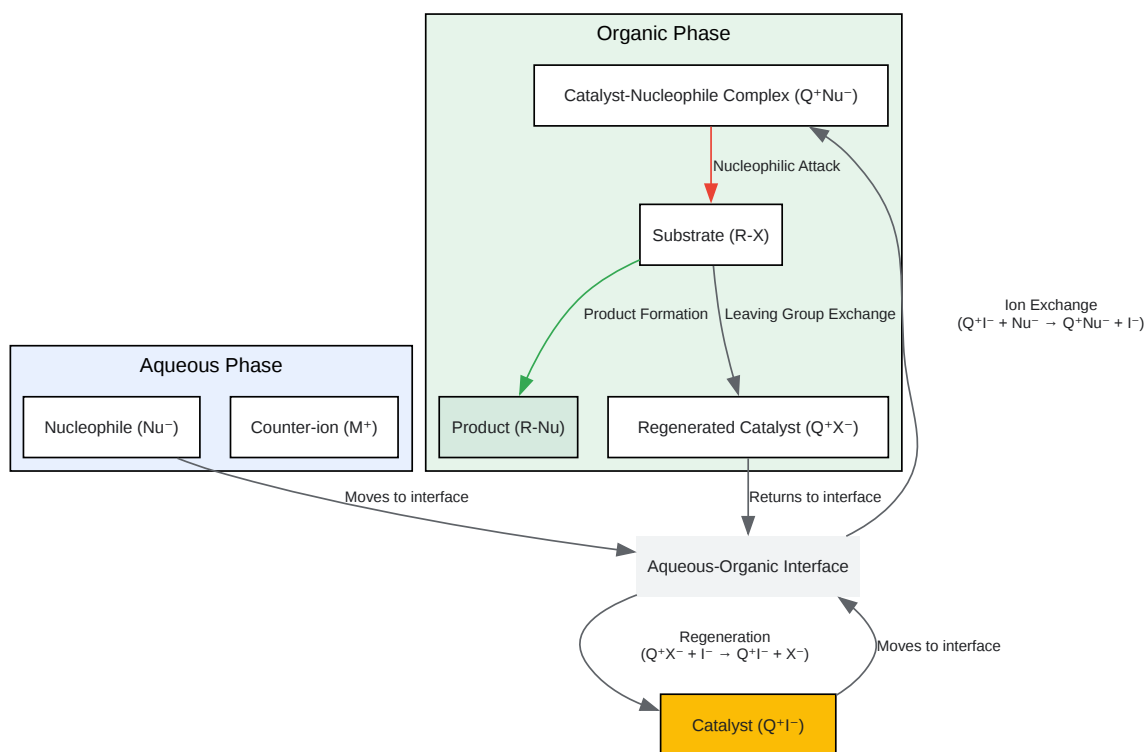 Organic Phase
Catalyst-Nucleophile Complex (Q⁺Nu⁻)
Nucleophilic Attack
Substrate (R-X)
Product Formation
Leaving Group Exchange
Ion Exchange
(Q⁺I⁻ + Nu⁻ → Q⁺Nu⁻ + I⁻)
Aqueous Phase
Nucleophile (Nu⁻)
Counter-ion (M⁺)
Product (R-Nu)
Regenerated Catalyst (Q⁺X⁻)
Moves to interface
Returns to interface
Aqueous-Organic Interface
Regeneration
(Q⁺X⁻ + I⁻ → Q⁺I⁻ + X⁻)
Moves to interface
Catalyst (Q⁺I⁻)